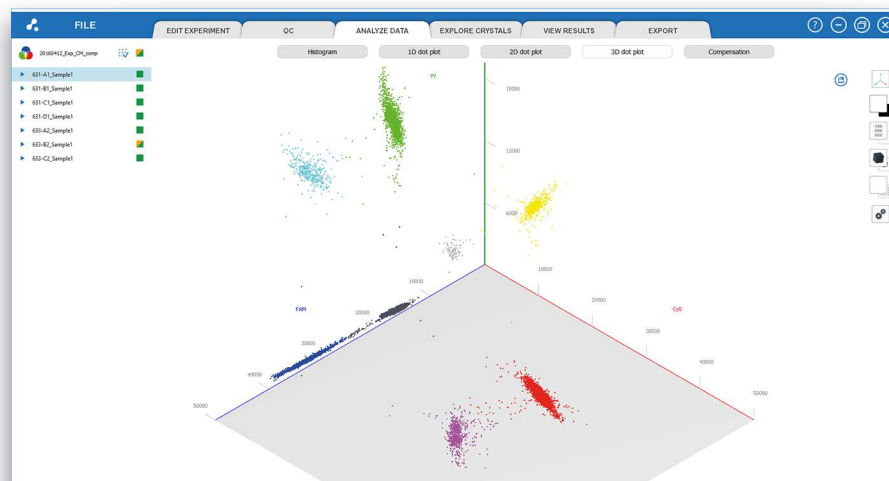 FILE
EDIT EXPERIMENT QC ANALYZE DATA EXPLORE CRYSTALS VIEW RESULTS EXPORT
20160412_Exp_CM_comp
Histogram 1D dot plot 2D dot plot 3D dot plot Compensation
631-A1_Sample1
631-B1_Sample1
631-C1_Sample1
631-D1_Sample1
633-A2_Sample1
633-B2_Sample1
633-C2_Sample1
YY
18000
12000
6000
10000
10000
20000
FAM
Cy5
20000
30000
30000
40000
40000
50000
50000